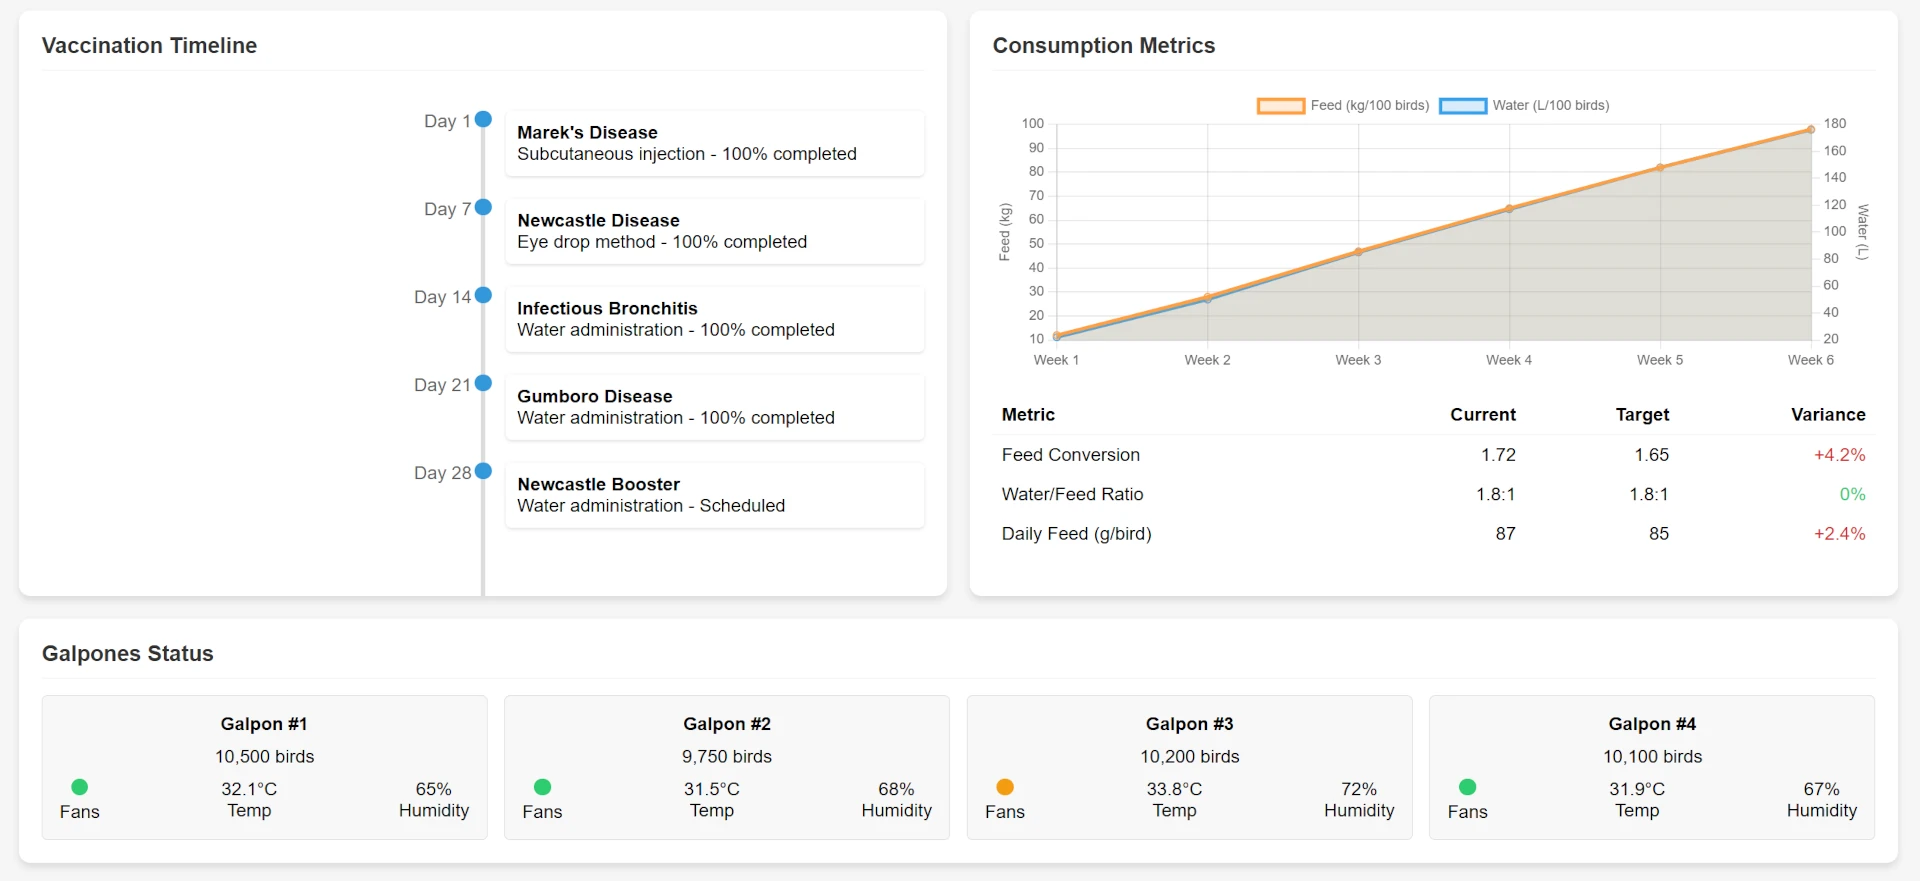 Vaccination Timeline
Day 1
Marek's Disease
Subcutaneous injection - 100% completed
Day 7
Newcastle Disease
Eye drop method - 100% completed
Day 14
Infectious Bronchitis
Water administration - 100% completed
Day 21
Gumboro Disease
Water administration - 100% completed
Day 28
Newcastle Booster
Water administration - Scheduled
Consumption Metrics
Feed (kg/100 birds) Water (L/100 birds)
Feed (kg)
100
90
80
70
60
50
40
30
20
10
180
160
140
120
100
80
60
40
20
Water (L)
Week 1 Week 2 Week 3 Week 4 Week 5 Week 6
Metric Current Target Variance
Feed Conversion 1.72 1.65 +4.2%
Water/Feed Ratio 1.8:1 1.8:1 0%
Daily Feed (g/bird) 87 85 +2.4%
Galpones Status
Galpon #1
10,500 birds
32.1°C 65%
Fans Temp Humidity
Galpon #2
9,750 birds
31.5°C 68%
Fans Temp Humidity
Galpon #3
10,200 birds
33.8°C 72%
Fans Temp Humidity
Galpon #4
10,100 birds
31.9°C 67%
Fans Temp Humidity